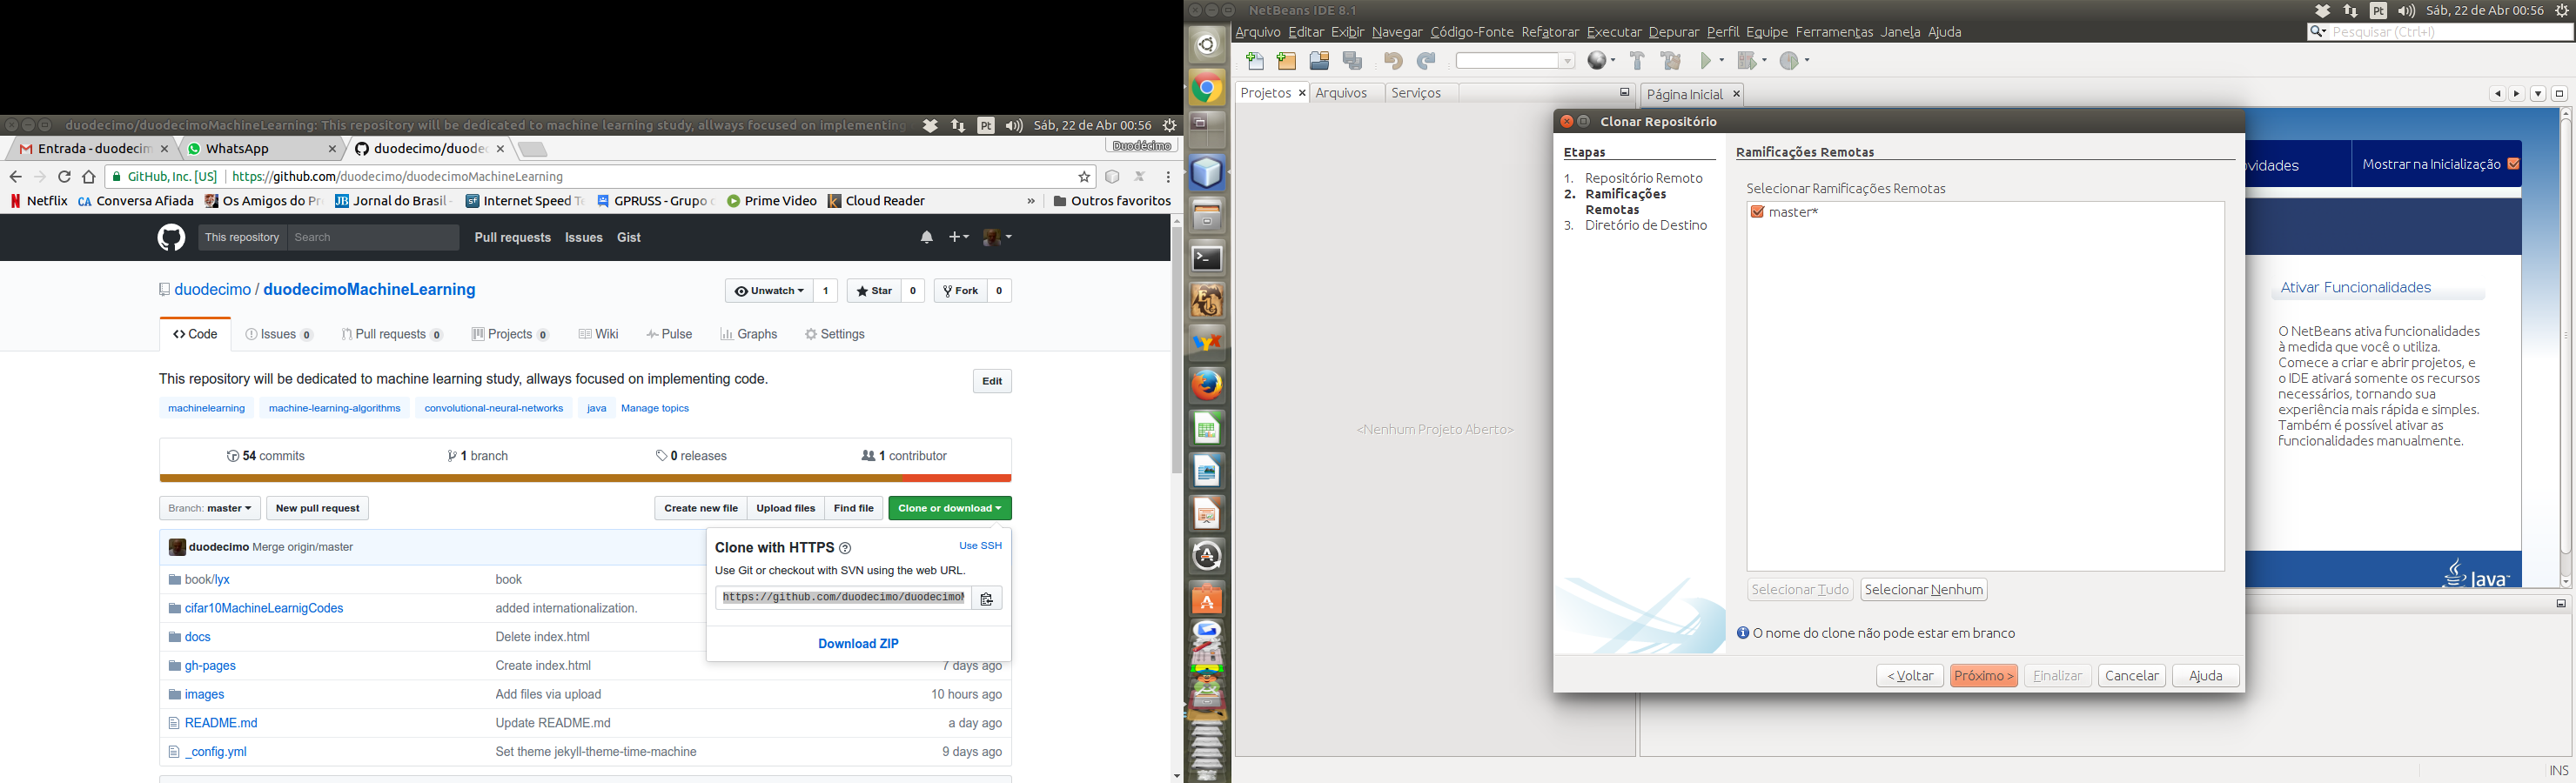 duodecimo/duodecimoMachineLearning: This repository will be dedicated to machine learning study, allways focused on implementing
Pt
Sáb, 22 de Abr 00:56
Entrada - duodecim
WhatsApp
duodecimo/duodec
Duodécimo
GitHub, Inc. [US]
https://github.com/duodecimo/duodecimoMachineLearning
Netflix
Conversa Afiada
Os Amigos do Pr
Jornal do Brasil -
Internet Speed Te
GPRUSS - Grupo
Prime Video
Cloud Reader
»
Outros favoritos
This repository
Search
Pull requests
Issues
Gist
duodecimo / duodecimoMachineLearning
Unwatch 1
Star 0
Fork 0
Code
Issues 0
Pull requests 0
Projects 0
Wiki
Pulse
Graphs
Settings
This repository will be dedicated to machine learning study, allways focused on implementing code.
Edit
machinelearning
machine-learning-algorithms
convolutional-neural-networks
java
Manage topics
54 commits
1 branch
0 releases
1 contributor
Branch: master
New pull request
Create new file
Upload files
Find file
Clone or download
duodecimo Merge origin/master
Clone with HTTPS
Use SSH
Use Git or checkout with SVN using the web URL.
https://github.com/duodecimo/duodecimoM
Download ZIP
book/lyx
book
cifar10MachineLearnigCodes
added internationalization.
docs
Delete index.html
gh-pages
Create index.html
7 days ago
images
Add files via upload
10 hours ago
README.md
Update README.md
a day ago
_config.yml
Set theme jekyll-theme-time-machine
9 days ago
NetBeans IDE 8.1
Pt
Sáb, 22 de Abr 00:56
Arquivo Editar Exibir Navegar Código-Fonte Refatorar Executar Depurar Perfil Equipe Ferramentas Janela Ajuda
Pesquisar (Ctrl+I)
Projetos
Arquivos
Serviços
Página Inicial
<Nenhum Projeto Aberto>
Clonar Repositório
Etapas
1. Repositório Remoto
2. Ramificações
Remotas
3. Diretório de Destino
Ramificações Remotas
Selecionar Ramificações Remotas
master*
Selecionar Tudo
Selecionar Nenhum
O nome do clone não pode estar em branco
< Voltar
Próximo >
Finalizar
Cancelar
Ajuda
vidades
Mostrar na Inicialização
Ativar Funcionalidades
O NetBeans ativa funcionalidades
à medida que você o utiliza.
Comece a criar e abrir projetos, e
o IDE ativará somente os recursos
necessários, tornando sua
experiência mais rápida e simples.
Também é possível ativar as
funcionalidades manualmente.
Java
INS